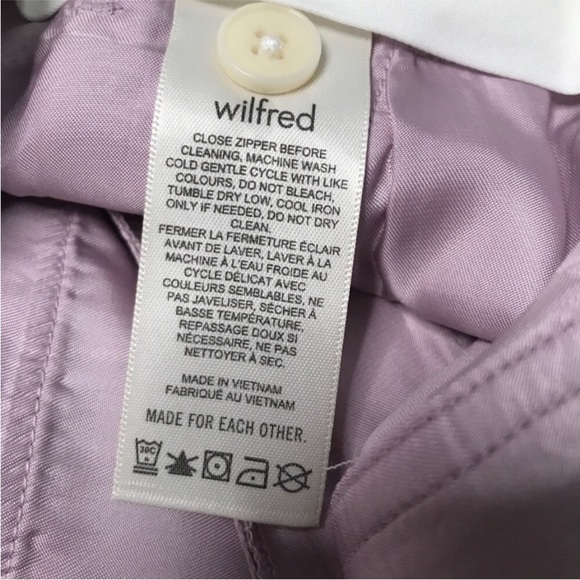 wilfred
CLOSE ZIPPER BEFORE
CLEANING, MACHINE WASH
COLD GENTLE CYCLE WITH LIKE
COLOURS, DO NOT BLEACH,
TUMBLE DRY LOW, COOL IRON
ONLY IF NEEDED, DO NOT DRY
CLEAN.
FERMER LA FERMETURE ÉCLAIR
AVANT DE LAVER, LAVER À LA
MACHINE À L'EAU FROIDE AU
CYCLE DÉLICAT AVEC
COULEURS SEMBLABLES, NE
PAS JAVELISER, SÉCHER À
BASSE TEMPÉRATURE,
REPASSAGE DOUX SI
NÉCESSAIRE, NE PAS
NETTOYER À SEC.
MADE IN VIETNAM
FABRIQUÉ AU VIETNAM
MADE FOR EACH OTHER.
30C